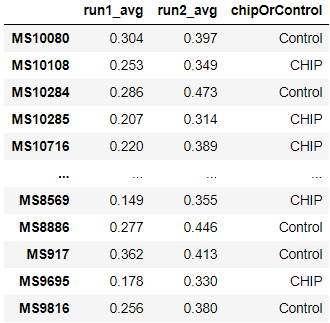 run1_avg run2_avg chipOrControl
MS10080 0.304 0.397 Control
MS10108 0.253 0.349 CHIP
MS10284 0.286 0.473 Control
MS10285 0.207 0.314 CHIP
MS10716 0.220 0.389 CHIP
... ... ... ...
MS8569 0.149 0.355 CHIP
MS8886 0.277 0.446 Control
MS917 0.362 0.413 Control
MS9695 0.178 0.330 CHIP
MS9816 0.256 0.380 Control